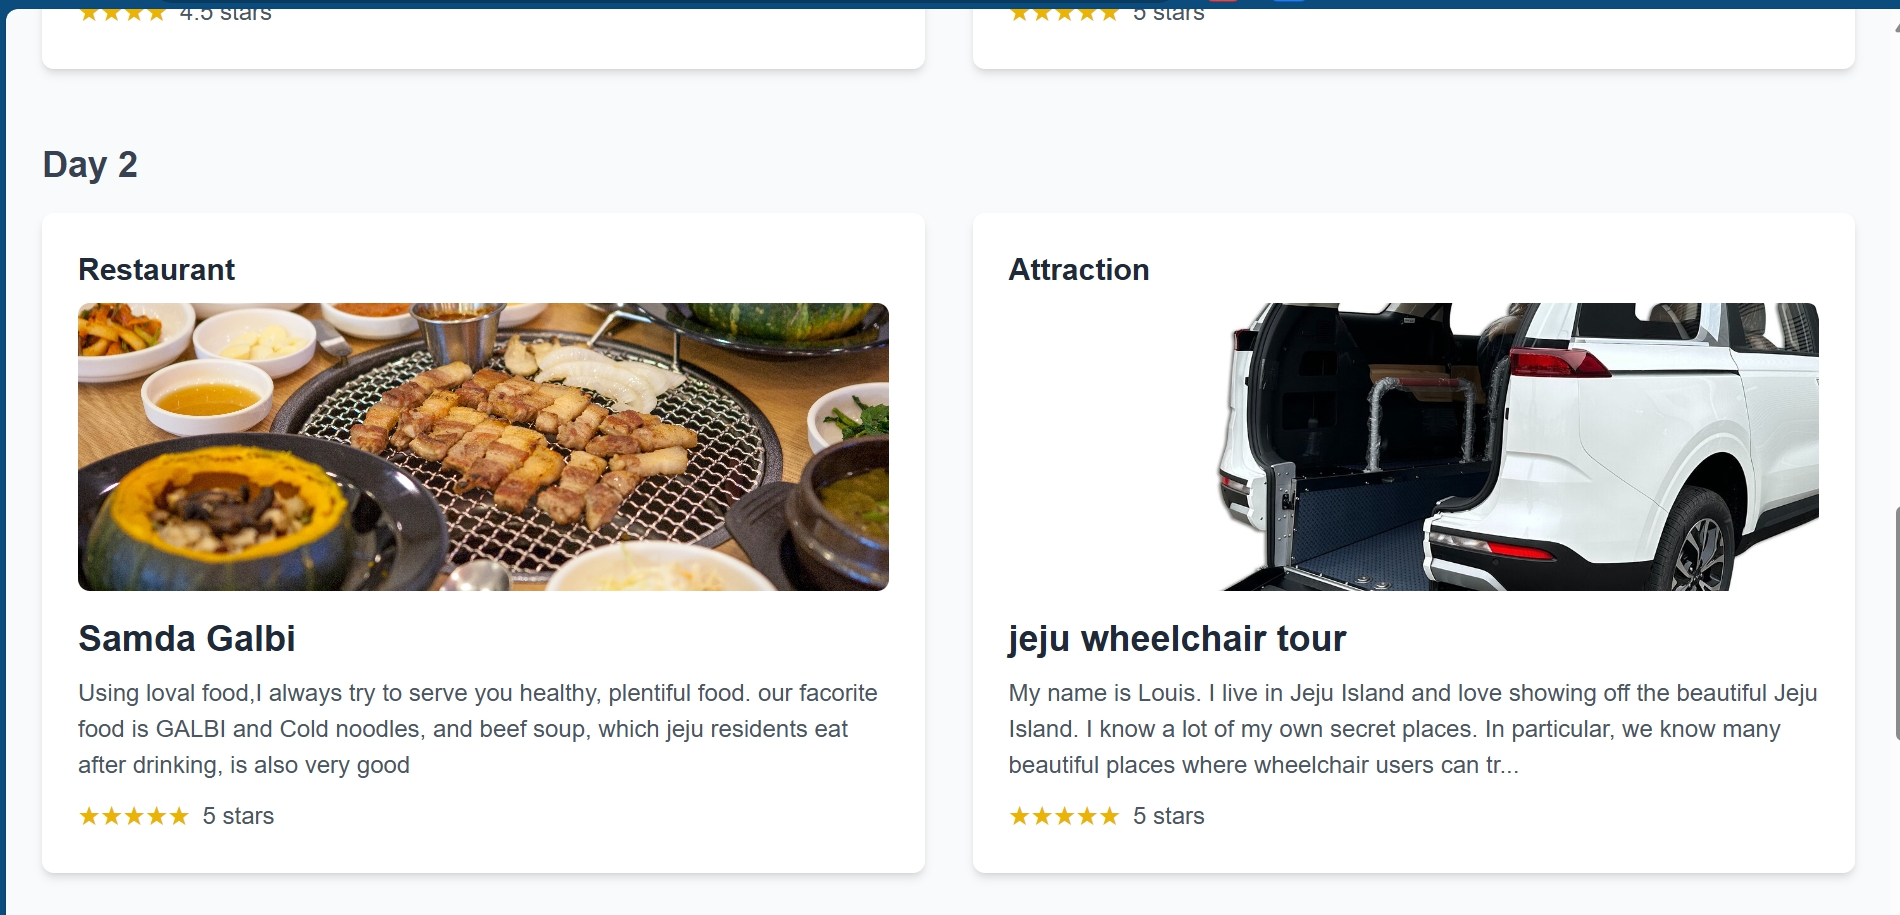 4.5 stars
5 stars
Day 2
Restaurant
Samda Galbi
Using loval food,I always try to serve you healthy, plentiful food. our facorite
food is GALBI and Cold noodles, and beef soup, which jeju residents eat
after drinking, is also very good
5 stars
Attraction
jeju wheelchair tour
My name is Louis. I live in Jeju Island and love showing off the beautiful Jeju
Island. I know a lot of my own secret places. In particular, we know many
beautiful places where wheelchair users can tr...
5 stars